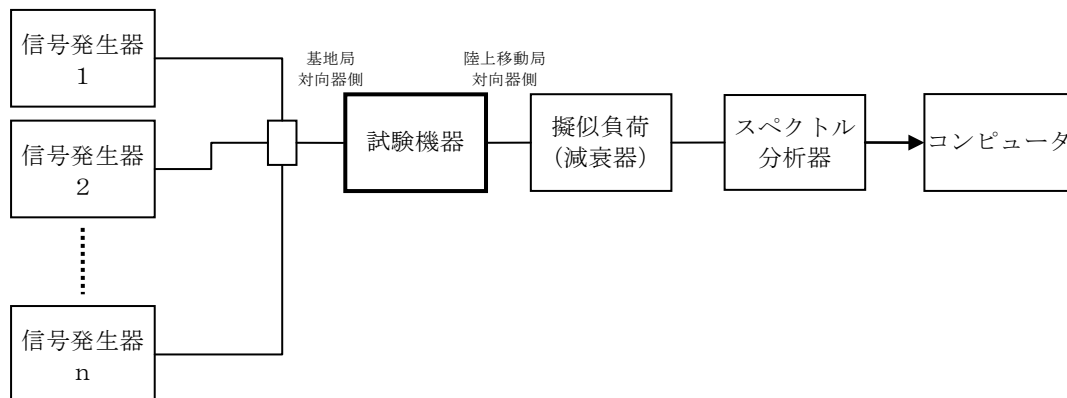 信号発生器
1
基地局
対向器側
陸上移動局
対向器側
試験機器
擬似負荷
（減衰器）
スペクトル
分析器
コンピュータ
信号発生器
2
信号発生器
n